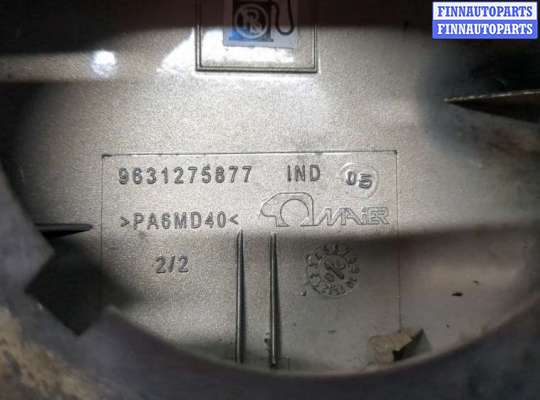 FINNAUTOPARTS
FINNAUTOPARTS
9631275877 IND 05
>PA6MD40< MAIER
2/2